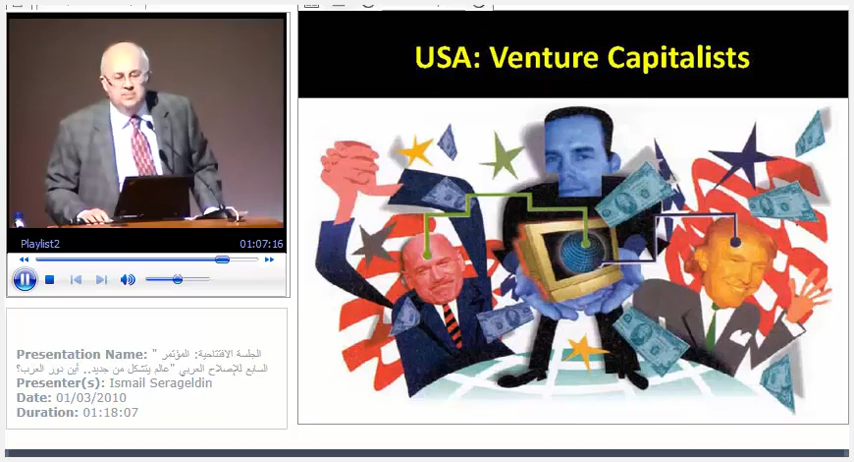 USA: Venture Capitalists
Playlist2
01:07:16
Presentation Name: " الجلسة الافتتاحية: المؤتمر
السابع للإصلاح العربي "عالم يتشكل من جديد.. أين دور العرب؟
Presenter(s): Ismail Serageldin
Date: 01/03/2010
Duration: 01:18:07